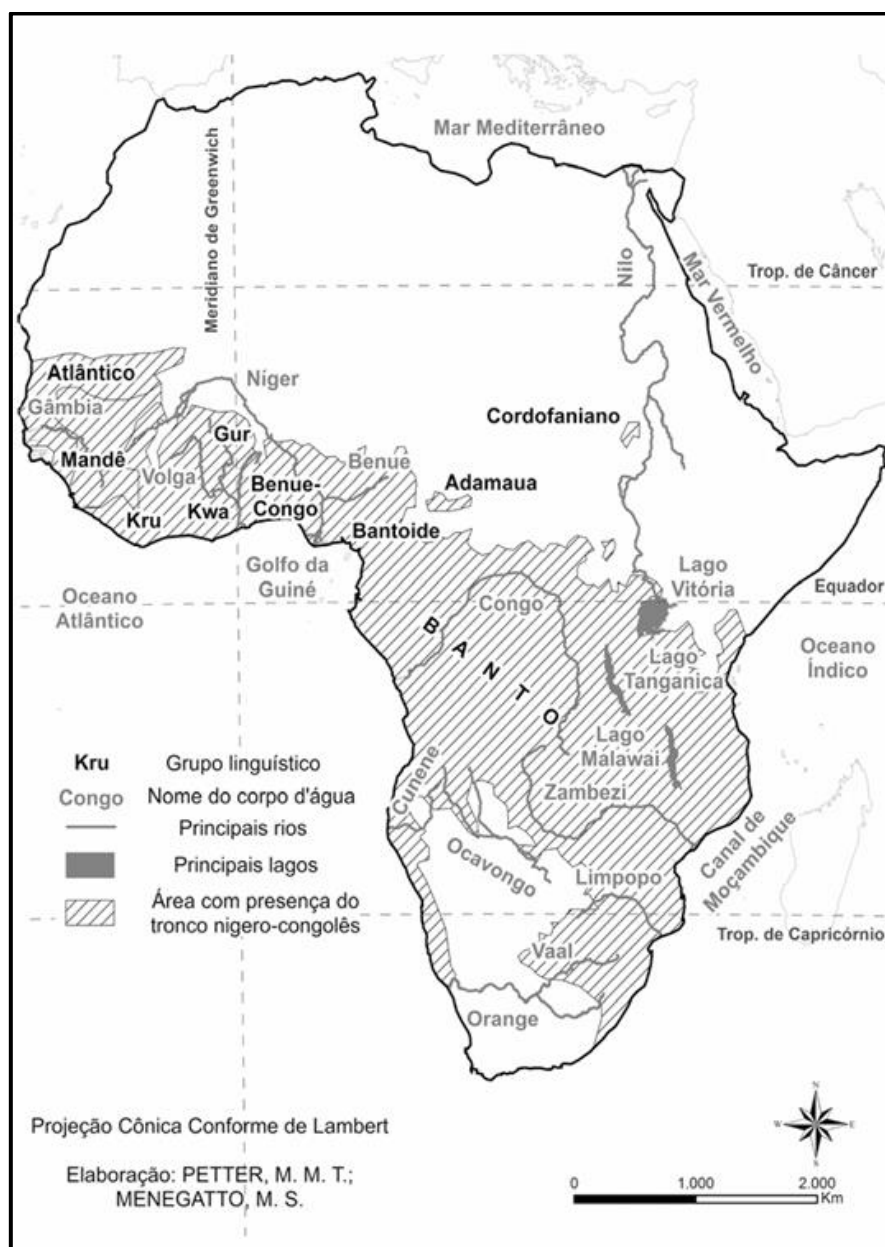 Mar Mediterrâneo
Meridiano de Greenwich
Nilo
Trop. de Câncer
Mar Vermelho
Atlântico
Níger
Gâmbia
Cordofaniano
Gur
Mandê
Volga
Benue
Benue-
Congo
Adamaua
Kru
Kwa
Bantoide
Golfo da
Guiné
Lago
Vitória
Oceano
Atlântico
Congo
Equador
BANTO
Lago
Tanganica
Oceano
Índico
Lago
Malawai
Cunene
Zambezi
Canal de
Moçambique
Ocavongo
Limpopo
Trop. de Capricórnio
Vaal
Orange
Kru Grupo linguístico
Congo Nome do corpo d'água
Principais rios
Principais lagos
Área com presença do
tronco nigero-congolês
Projeção Cônica Conforme de Lambert
Elaboração: PETTER, M. M. T.;
MENEGATTO, M. S.
N
W E
S
0 1.000 2.000
Km